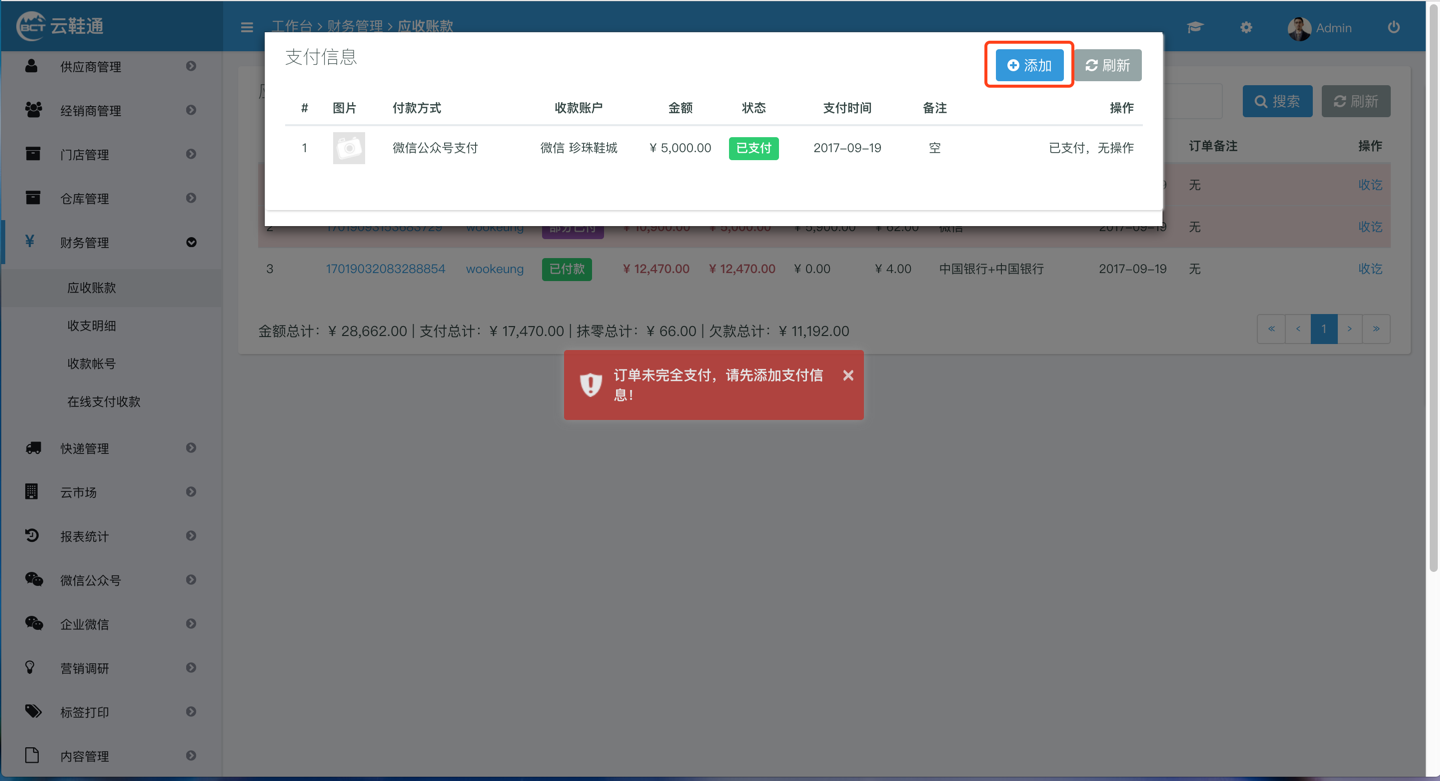 BCT 云鞋通
工作台 › 财务管理 › 应收账款
Admin
供应商管理
经销商管理
门店管理
仓库管理
¥ 财务管理
应收账款
收支明细
收款帐号
在线支付收款
快递管理
云市场
报表统计
微信公众号
企业微信
营销调研
标签打印
内容管理
支付信息
添加 刷新
# 图片 付款方式 收款账户 金额 状态 支付时间 备注 操作
1 微信公众号支付 微信 珍珠鞋城 ¥ 5,000.00 已支付 2017-09-19 空 已支付，无操作
搜索 刷新
订单备注 操作
无 收讫
2 17019093153683729 wookeung 部分已付 ¥ 10,900.00 ¥ 5,000.00 ¥ 5,900.00 ¥ 62.00 微信 2017-09-19 无 收讫
3 17019032083288854 wookeung 已付款 ¥ 12,470.00 ¥ 12,470.00 ¥ 0.00 ¥ 4.00 中国银行+中国银行 2017-09-19 无 收讫
金额总计：¥ 28,662.00 | 支付总计：¥ 17,470.00 | 抹零总计：¥ 66.00 | 欠款总计：¥ 11,192.00
« ‹ 1 › »
订单未完全支付，请先添加支付信
息！